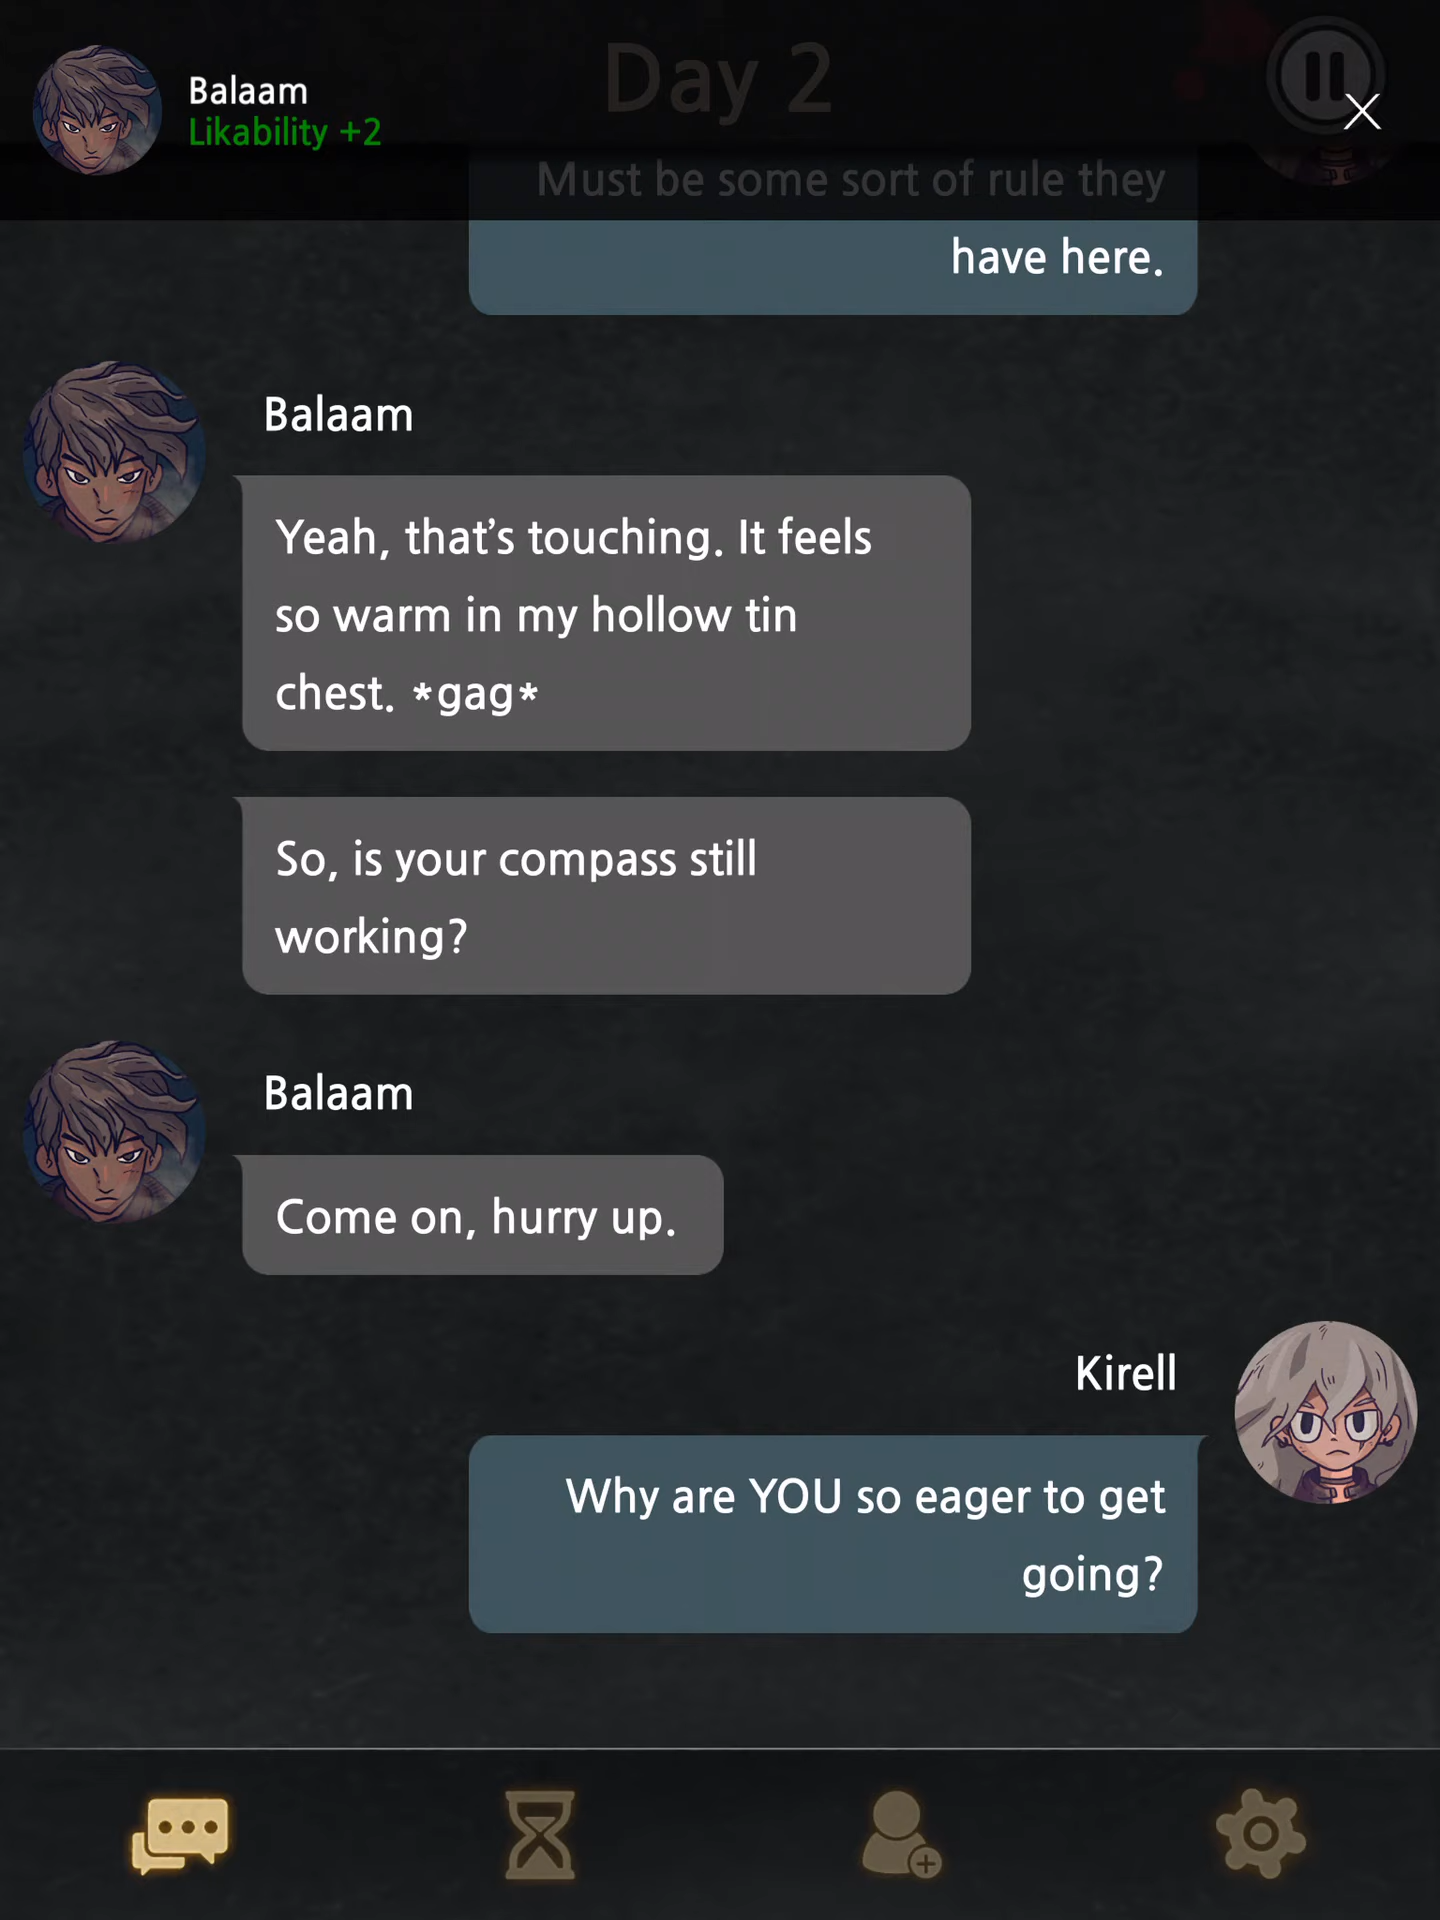 Day 2
Balaam
Likability +2
Must be some sort of rule they
have here.
Balaam
Yeah, that's touching. It feels
so warm in my hollow tin
chest. *gag*
So, is your compass still
working?
Balaam
Come on, hurry up.
Kirell
Why are YOU so eager to get
going?